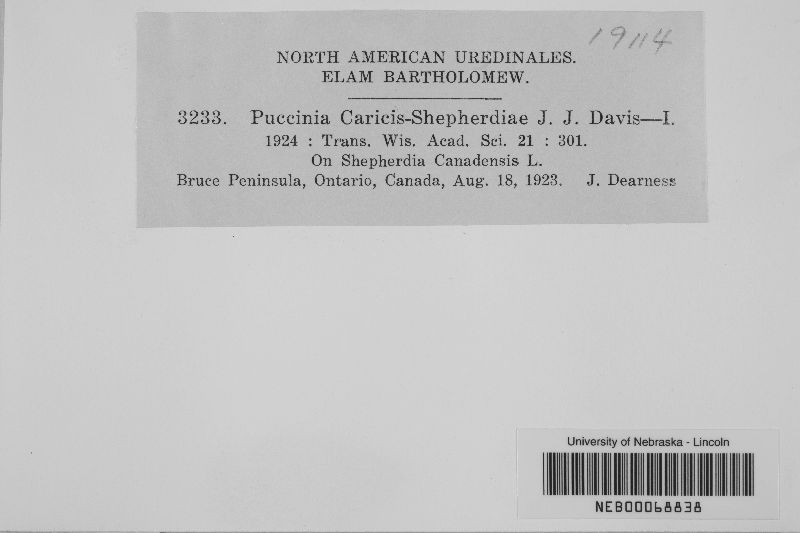 19114
NORTH AMERICAN UREDINALES.
ELAM BARTHOLOMEW.
3233. Puccinia Caricis-Shepherdiae J. J. Davis—I.
1924 : Trans. Wis. Acad. Sci. 21 : 301.
On Shepherdia Canadensis L.
Bruce Peninsula, Ontario, Canada, Aug. 18, 1923. J. Dearness
University of Nebraska - Lincoln
NEB00068838